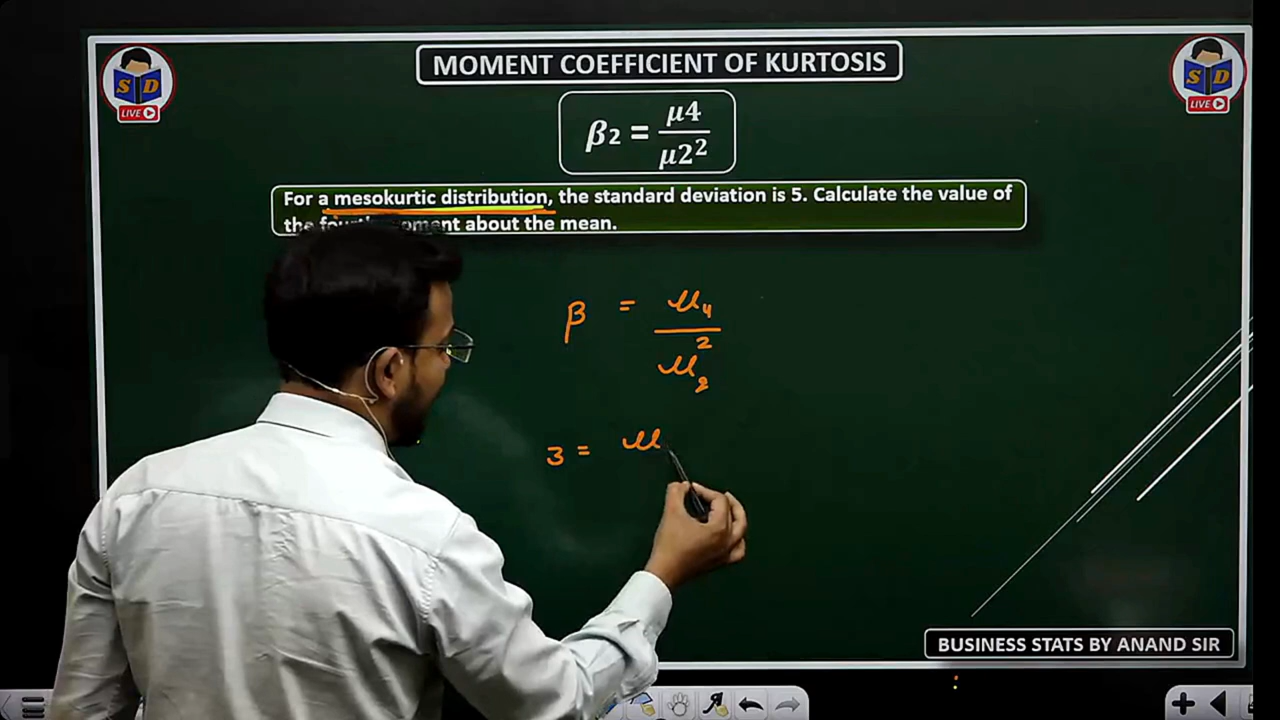 MOMENT COEFFICIENT OF KURTOSIS
S D
LIVE
S D
LIVE
β2 = μ4 / μ2²
For a mesokurtic distribution, the standard deviation is 5. Calculate the value of
the moment about the mean.
β = μ₄ / μ₂²
3 = μ
BUSINESS STATS BY ANAND SIR